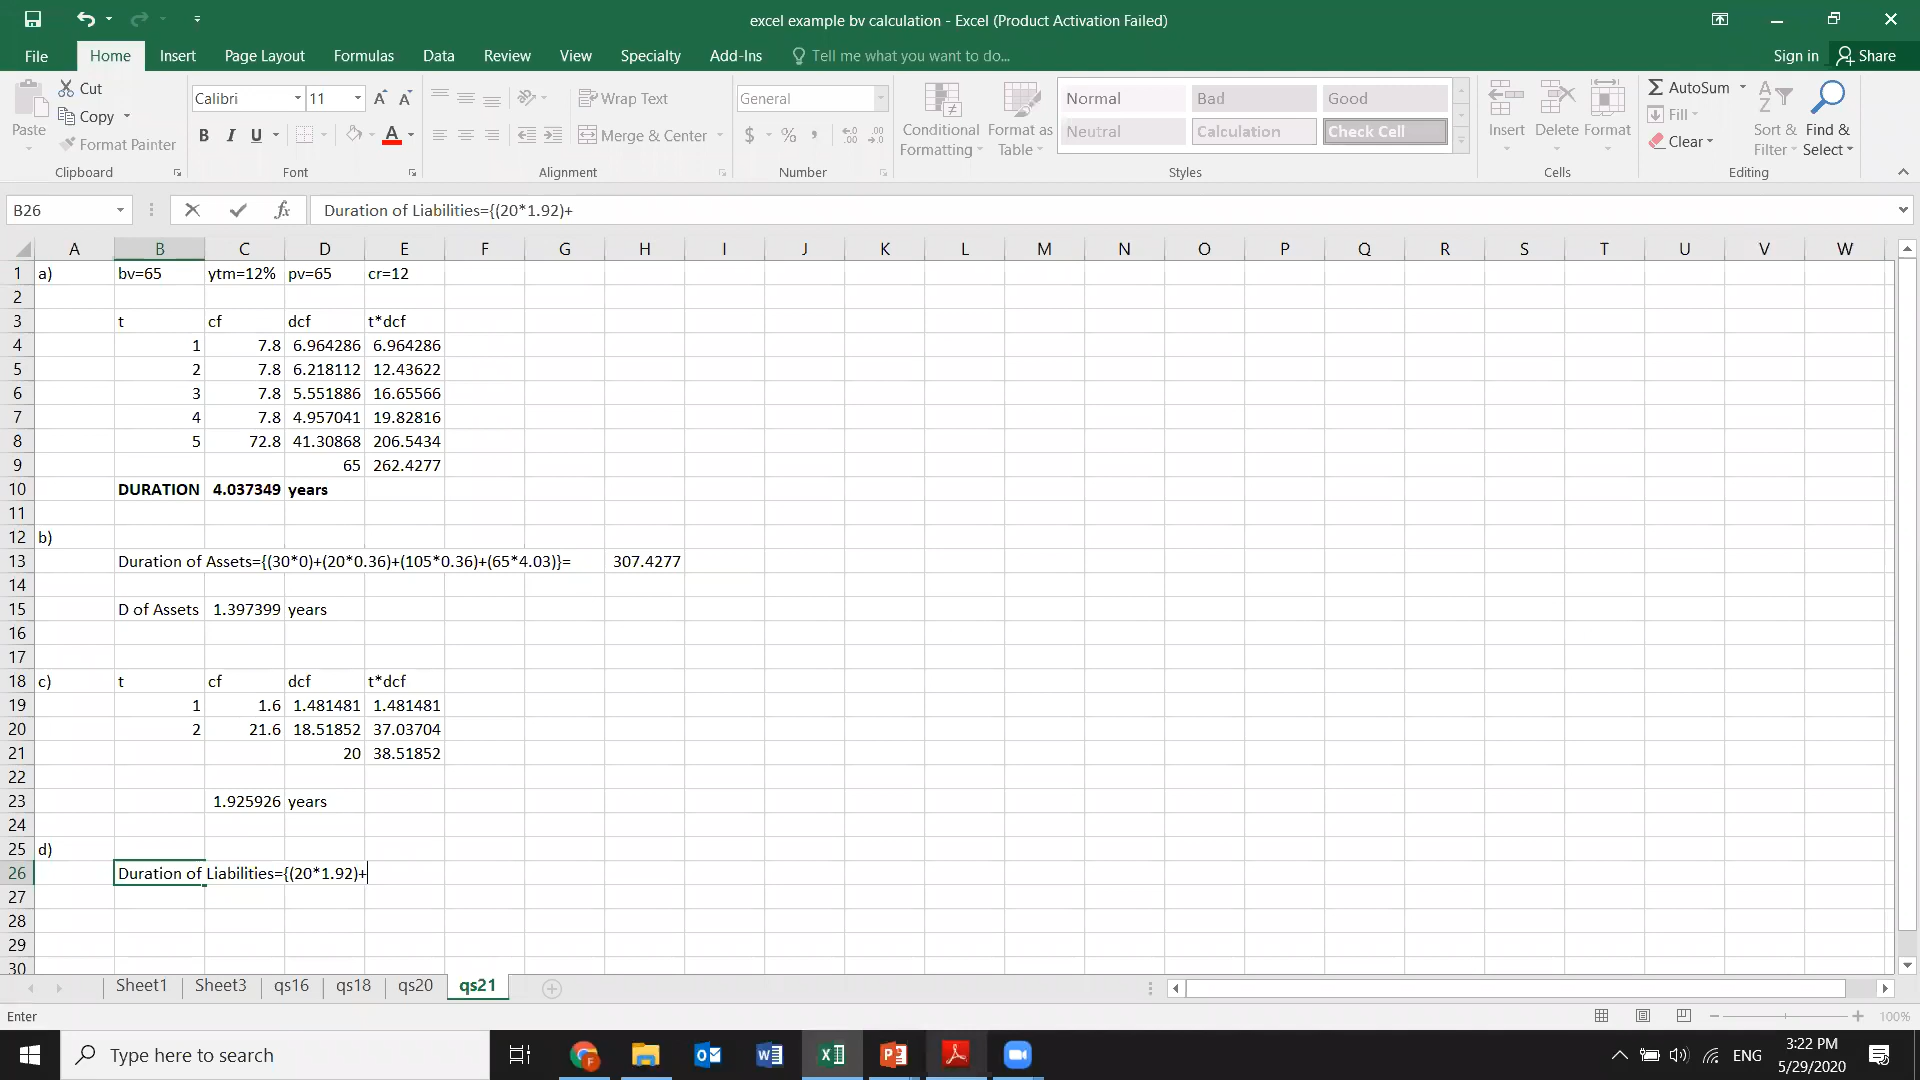 excel example bv calculation - Excel (Product Activation Failed)
File Home Insert Page Layout Formulas Data Review View Specialty Add-Ins Tell me what you want to do... Sign in Share
Paste Cut Copy Format Painter Clipboard
Calibri 11 A A B I U A Font
Wrap Text Merge & Center Alignment
General $ % , Number
Conditional Formatting Format as Table
Normal Bad Good
Neutral Calculation Check Cell
Styles
Insert Delete Format Cells
AutoSum Fill Clear Sort & Filter Find & Select Editing
B26 fx Duration of Liabilities={(20*1.92)+
A B C D E F G H I J K L M N O P Q R S T U V W
1 a) bv=65 ytm=12% pv=65 cr=12
2
3 t cf dcf t*dcf
4 1 7.8 6.964286 6.964286
5 2 7.8 6.218112 12.43622
6 3 7.8 5.551886 16.65566
7 4 7.8 4.957041 19.82816
8 5 72.8 41.30868 206.5434
9 65 262.4277
10 DURATION 4.037349 years
11
12 b)
13 Duration of Assets={(30*0)+(20*0.36)+(105*0.36)+(65*4.03)}= 307.4277
14
15 D of Assets 1.397399 years
16
17
18 c) t cf dcf t*dcf
19 1 1.6 1.481481 1.481481
20 2 21.6 18.51852 37.03704
21 20 38.51852
22
23 1.925926 years
24
25 d)
26 Duration of Liabilities={(20*1.92)+
27
28
29
30
Sheet1 Sheet3 qs16 qs18 qs20 qs21
Enter 100%
Type here to search ENG 3:22 PM
5/29/2020